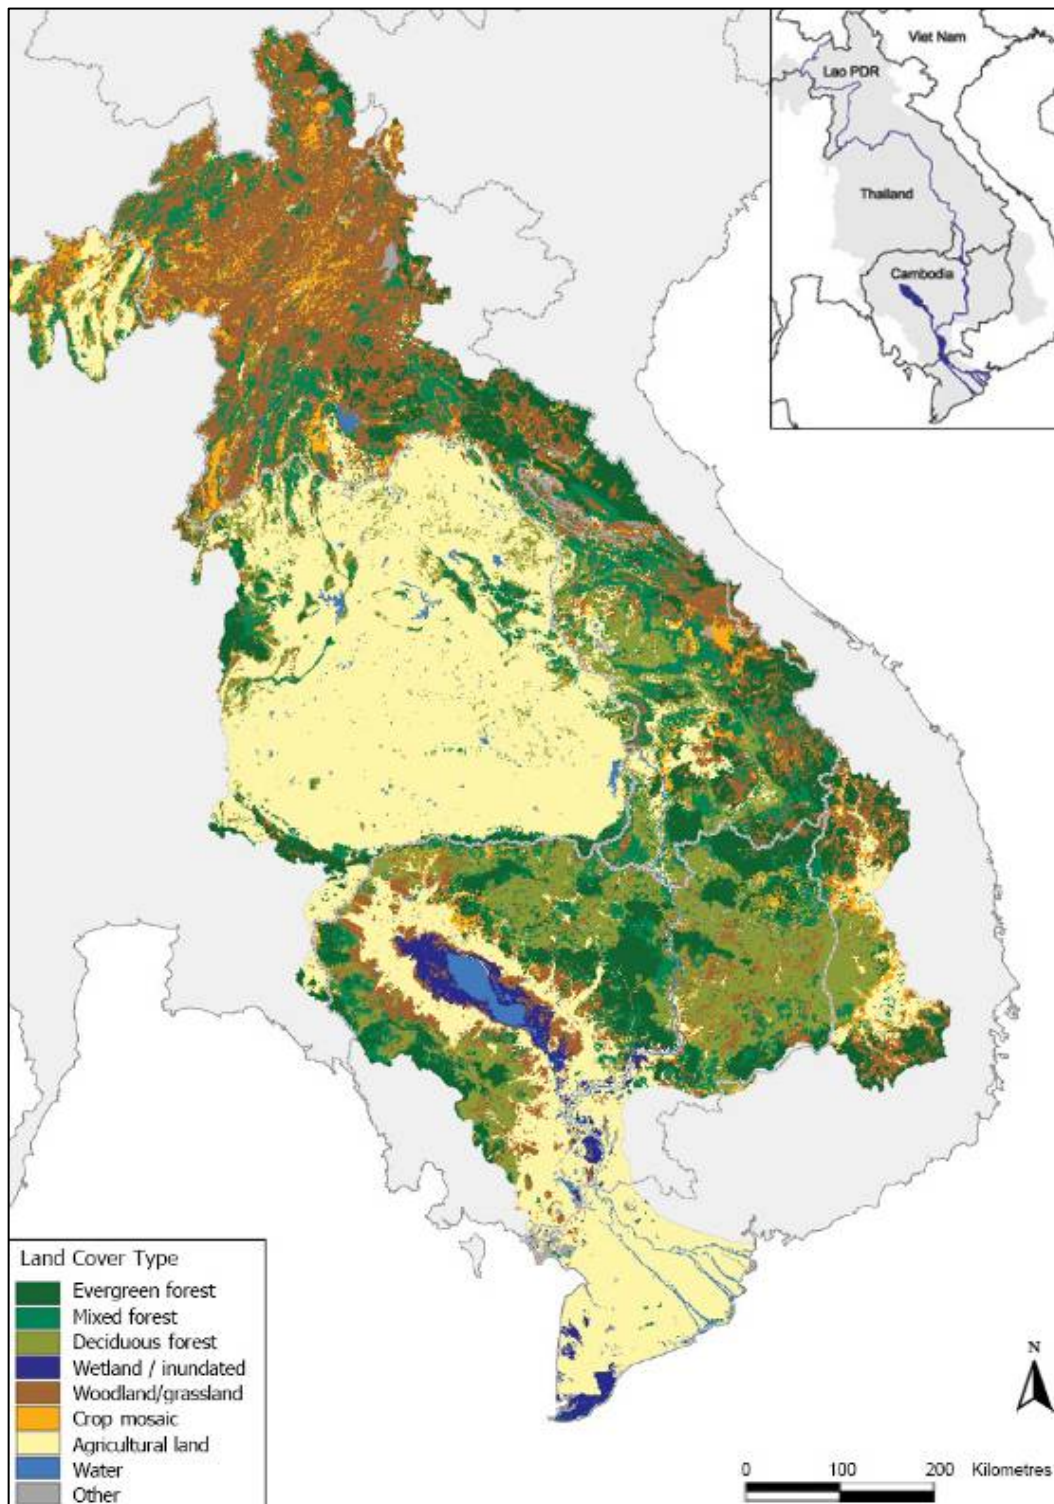 Viet Nam
Lao PDR
Thailand
Cambodia
Land Cover Type
Evergreen forest
Mixed forest
Deciduous forest
Wetland / inundated
Woodland/grassland
Crop mosaic
Agricultural land
Water
Other
N
0 100 200 Kilometres